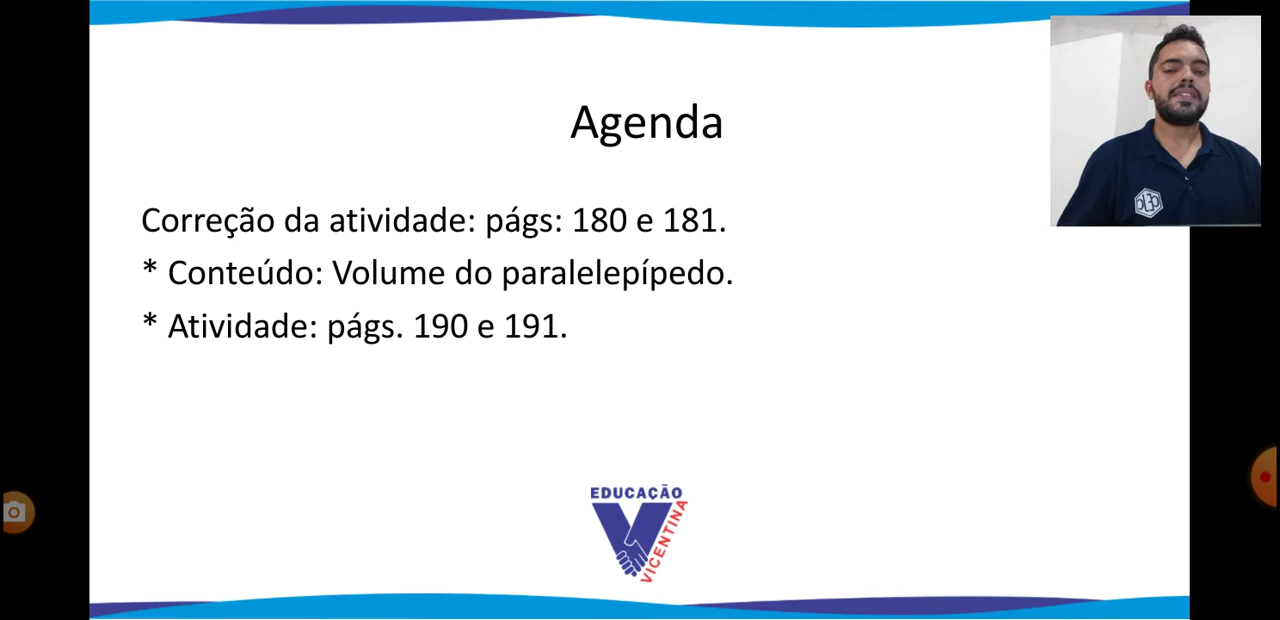 Agenda
Correção da atividade: págs: 180 e 181.
* Conteúdo: Volume do paralelepípedo.
* Atividade: págs. 190 e 191.
EDUCAÇÃO
VICENTINA